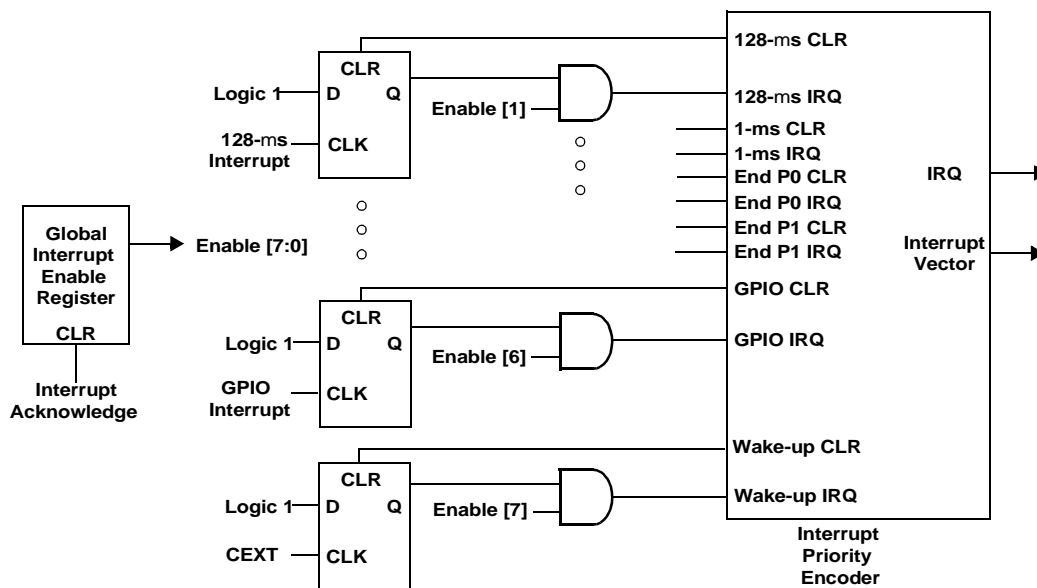 128-ms CLR
CLR
Logic 1
D
Q
Enable [1]
128-ms IRQ
128-ms
Interrupt
CLK
1-ms CLR
1-ms IRQ
End P0 CLR
IRQ
End P0 IRQ
End P1 CLR
End P1 IRQ
Interrupt
Vector
Global
Interrupt
Enable
Register
CLR
Enable [7:0]
Interrupt
Acknowledge
GPIO CLR
CLR
Logic 1
D
Q
Enable [6]
GPIO IRQ
GPIO
Interrupt
CLK
Wake-up CLR
CLR
Logic 1
D
Q
Enable [7]
Wake-up IRQ
CEXT
CLK
Interrupt
Priority
Encoder